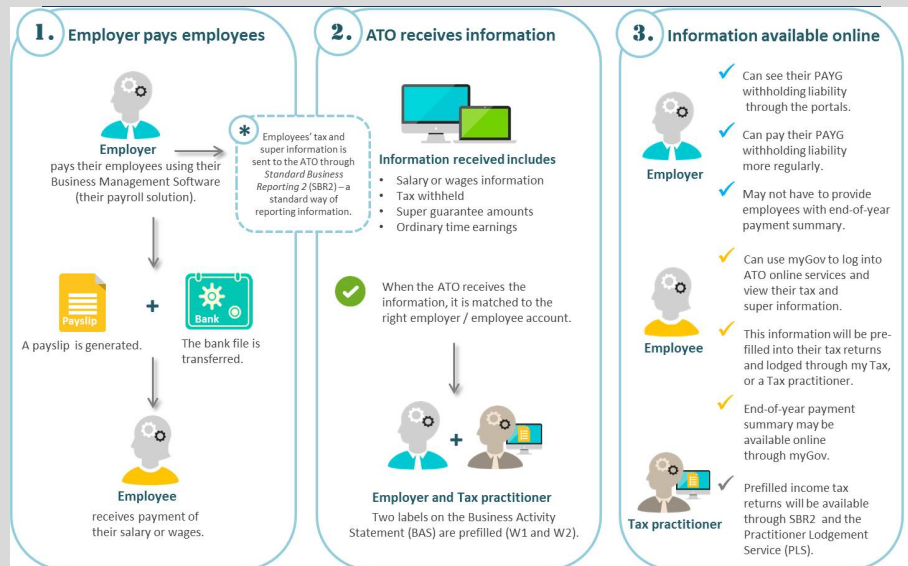 1. Employer pays employees
Employer
pays their employees using their
Business Management Software
(their payroll solution).
*
Employees' tax and
super information is
sent to the ATO through
Standard Business
Reporting 2 (SBR2) – a
standard way of
reporting information.
Payslip
+
Bank
A payslip is generated.
The bank file is
transferred.
Employee
receives payment of
their salary or wages.
2. ATO receives information
Information received includes
• Salary or wages information
• Tax withheld
• Super guarantee amounts
• Ordinary time earnings
When the ATO receives the
information, it is matched to the
right employer / employee account.
+
Employer and Tax practitioner
Two labels on the Business Activity
Statement (BAS) are prefilled (W1 and W2).
3. Information available online
Employer
Can see their PAYG
withholding liability
through the portals.
Can pay their PAYG
withholding liability
more regularly.
May not have to provide
employees with end-of-year
payment summary.
Employee
Can use myGov to log into
ATO online services and
view their tax and
super information.
This information will be pre-
filled into their tax returns
and lodged through my Tax,
or a Tax practitioner.
End-of-year payment
summary may be
available online
through myGov.
Tax practitioner
Prefilled income tax
returns will be available
through SBR2 and the
Practitioner Lodgement
Service (PLS).